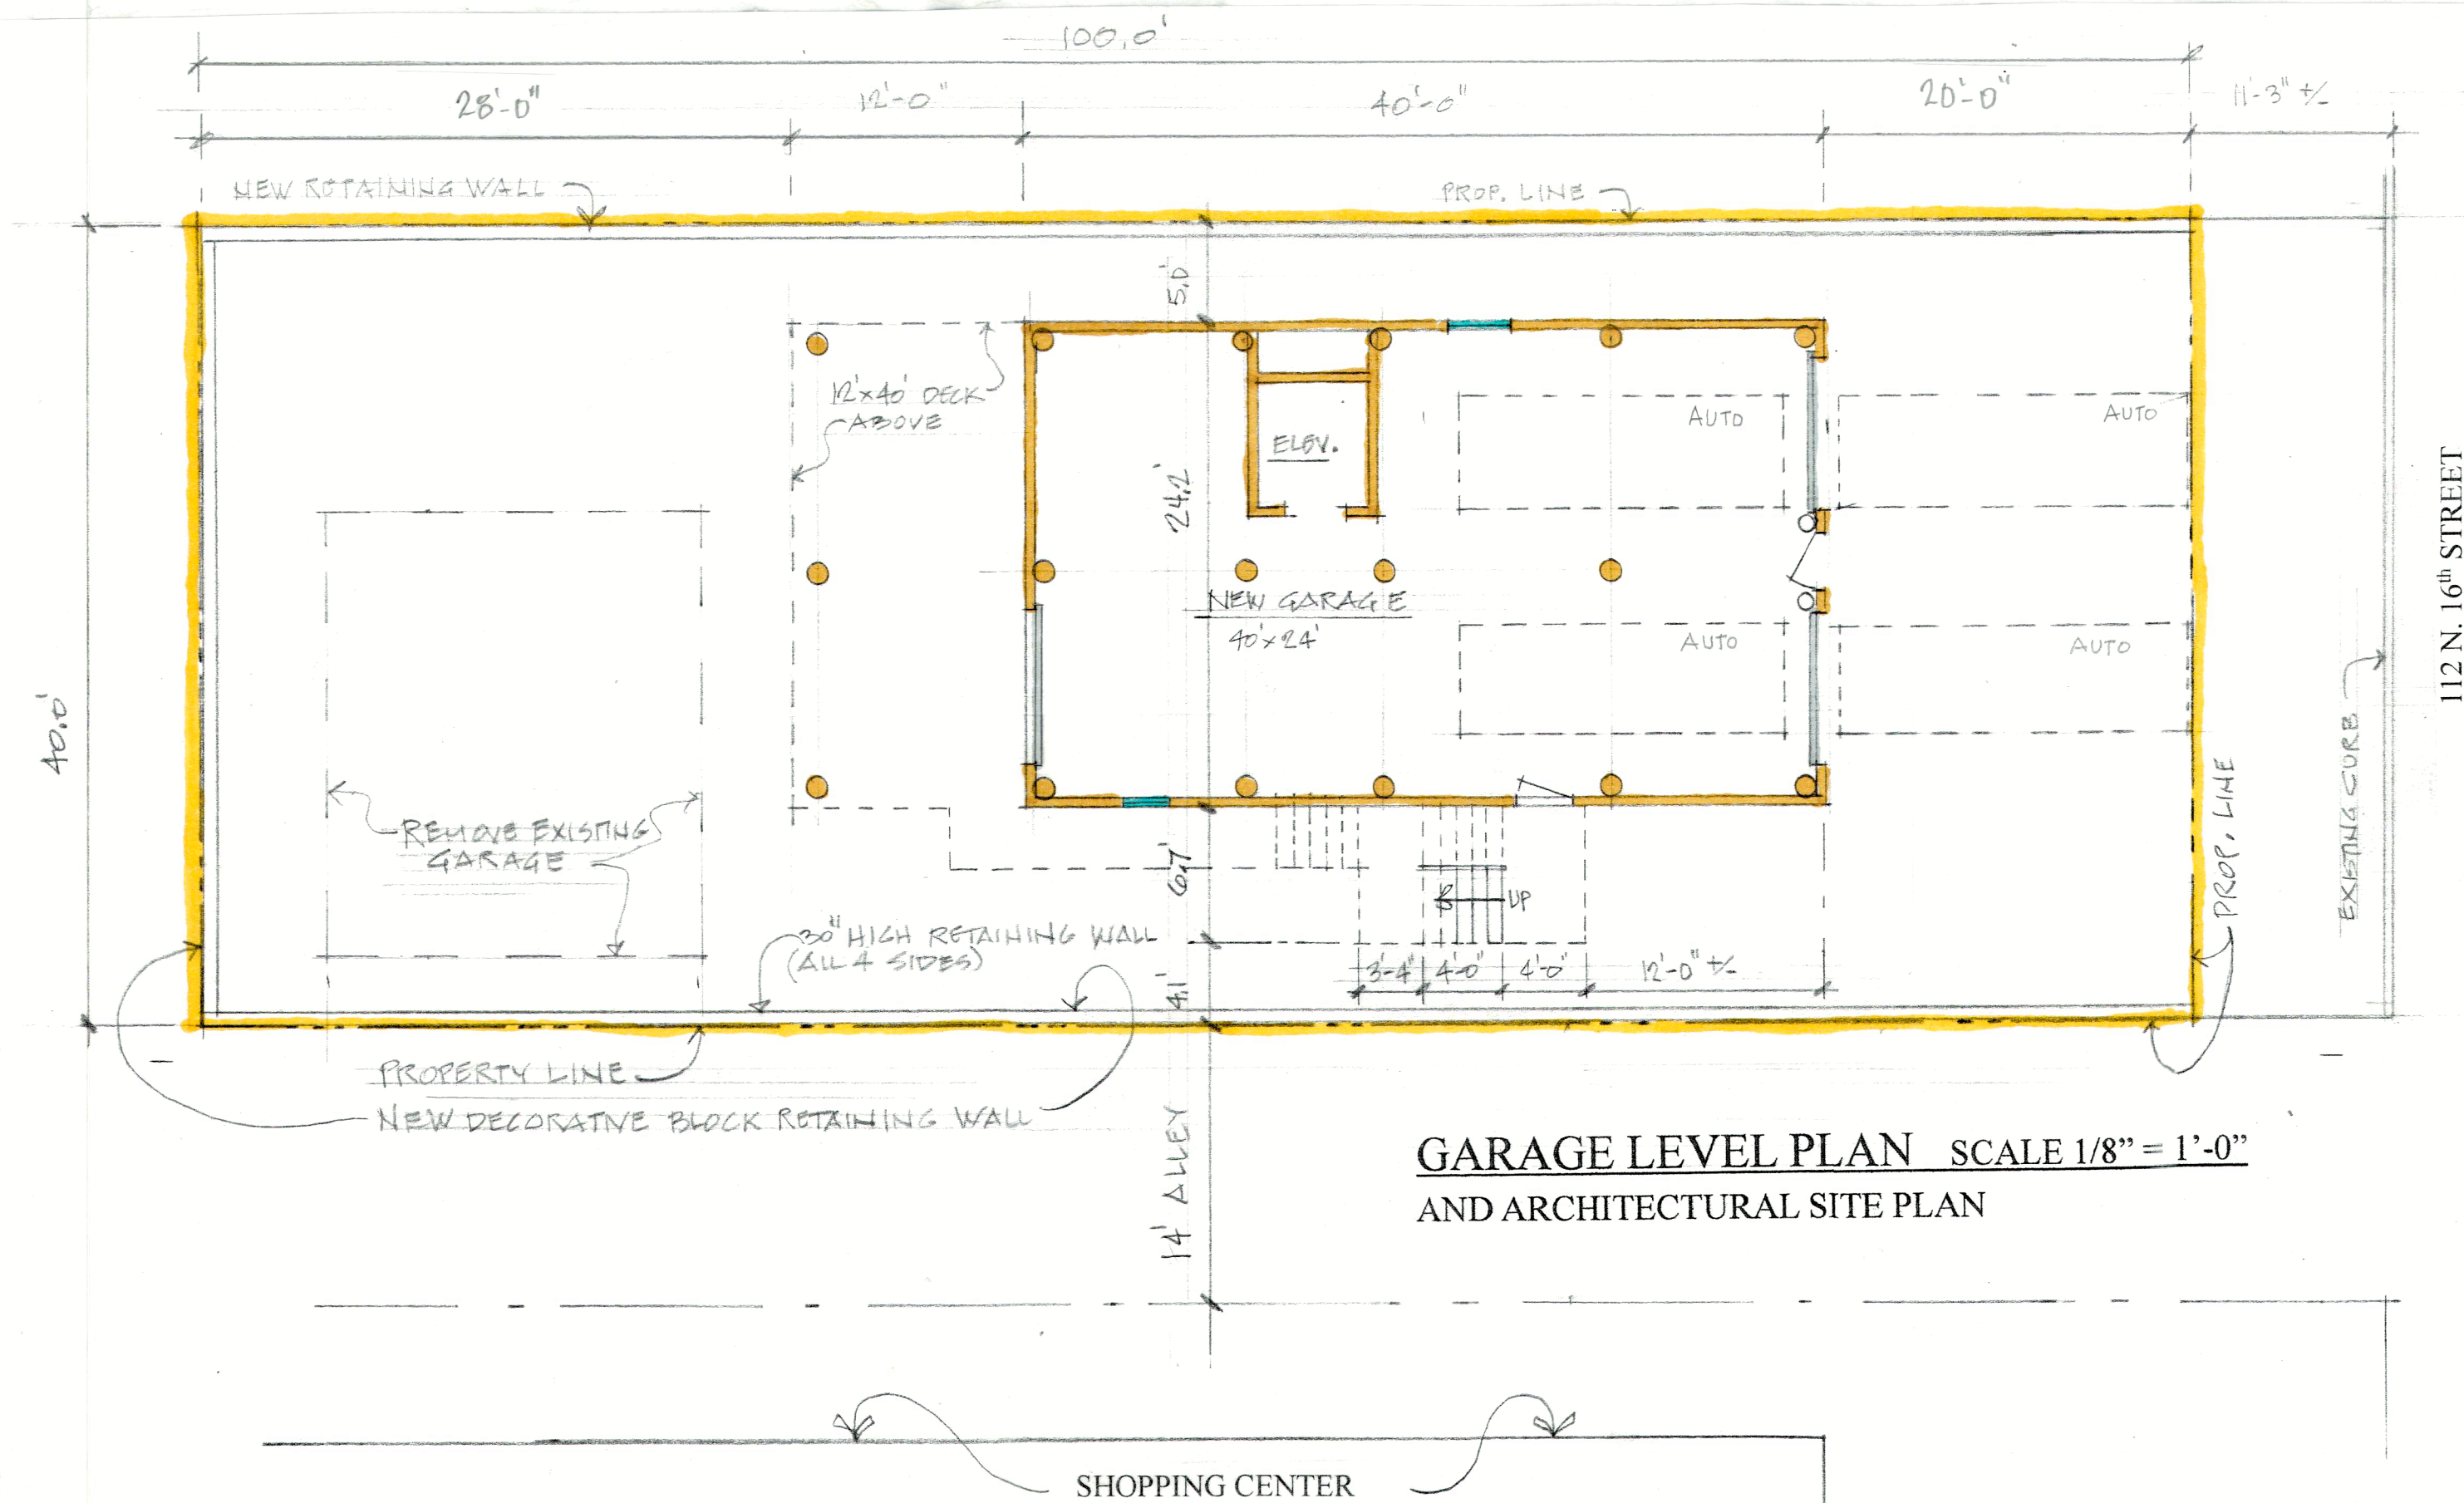 100.0'
28'-0"
12'-0"
40'-0"
20'-0"
11'-3" +/-
NEW RETAINING WALL
PROP. LINE
5.0'
12'x40' DECK
ABOVE
AUTO
AUTO
ELEV.
24.2'
112 N. 16th STREET
NEW GARAGE
40'x24'
AUTO
AUTO
40.0'
REMOVE EXISTING
GARAGE
6.7'
UP
PROP. LINE
EXISTING CURB
30" HIGH RETAINING WALL
(ALL 4 SIDES)
4.1'
3'-4"
4'-0"
4'-0"
12'-0" +/-
PROPERTY LINE
NEW DECORATIVE BLOCK RETAINING WALL
14' ALLEY
GARAGE LEVEL PLAN SCALE 1/8” = 1’-0”
AND ARCHITECTURAL SITE PLAN
SHOPPING CENTER